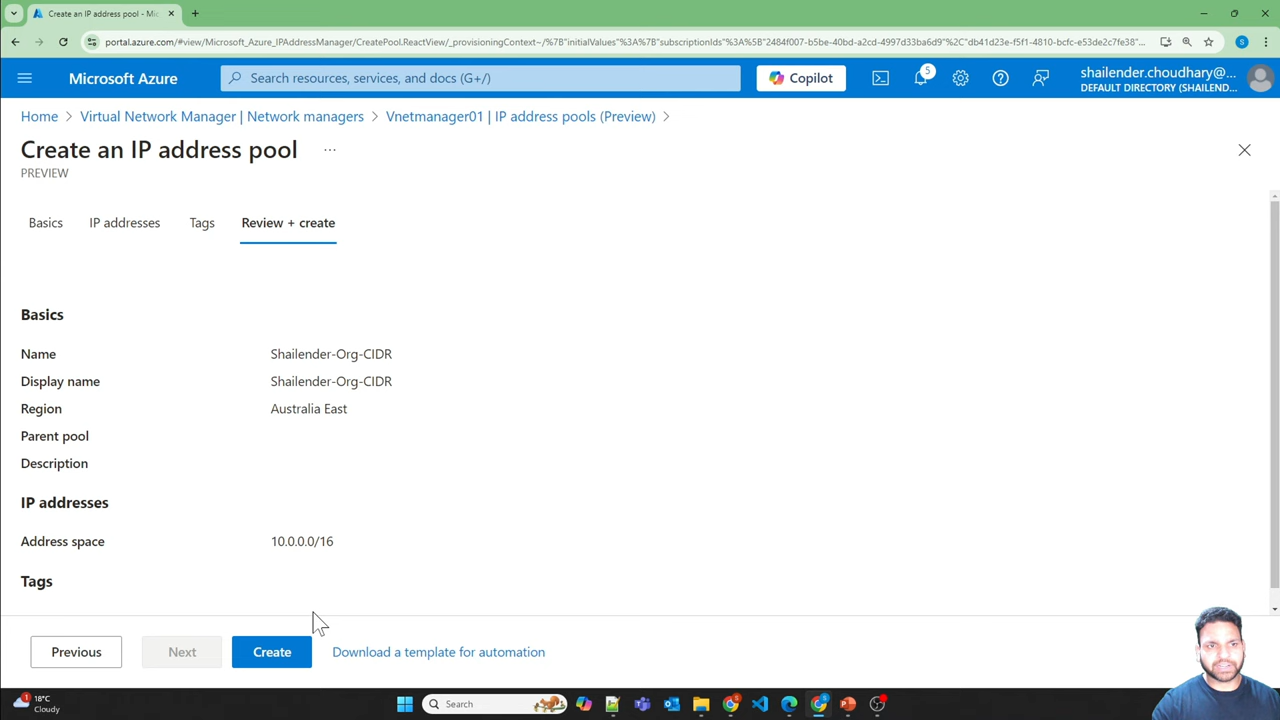 Create an IP address pool - Mic
portal.azure.com/#view/Microsoft_Azure_IPAddressManager/CreatePool.ReactView/_provisioningContext~/%7B"initialValues"%3A%7B"subscriptionIds"%3A%5B"2484f007-b5be-40bd-a2cd-4997d33ba6d9"%2C"db41d23e-f5f1-4810-bcfc-e53de2c7fe38"...
S
Microsoft Azure
Search resources, services, and docs (G+/)
Copilot
5
shailender.choudhary@...
DEFAULT DIRECTORY (SHAILEND...
Home > Virtual Network Manager | Network managers > Vnetmanager01 | IP address pools (Preview) >
Create an IP address pool ...
PREVIEW
Basics IP addresses Tags Review + create
Basics
Name Shailender-Org-CIDR
Display name Shailender-Org-CIDR
Region Australia East
Parent pool
Description
IP addresses
Address space 10.0.0.0/16
Tags
Previous Next Create Download a template for automation
1
18°C
Cloudy
Search